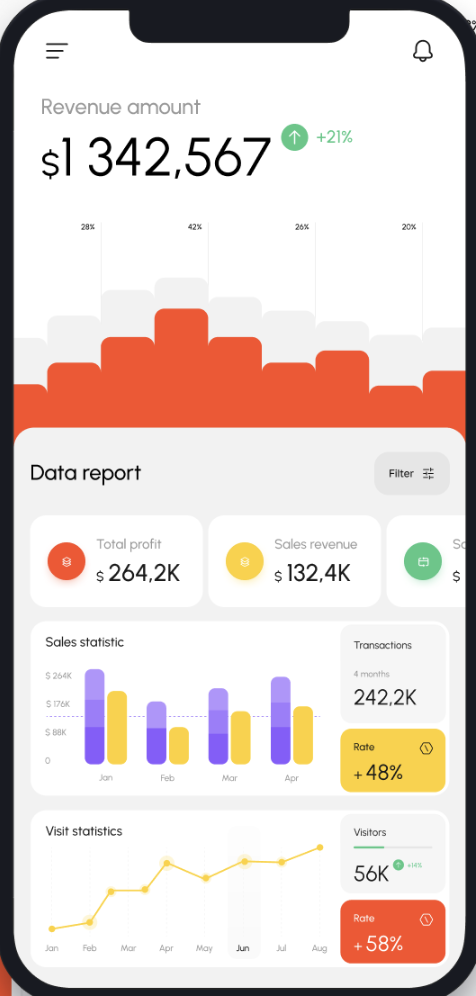 Revenue amount
$1 342,567 +21%
28% 42% 26% 20%
Data report
Filter
Total profit
$ 264,2K
Sales revenue
$ 132,4K
$
Sales statistic
$ 264K
$ 176K
$ 88K
0
Jan Feb Mar Apr
Transactions
4 months
242,2K
Rate
+ 48%
Visit statistics
Jan Feb Mar Apr May Jun Jul Aug
Visitors
56K +14%
Rate
+ 58%